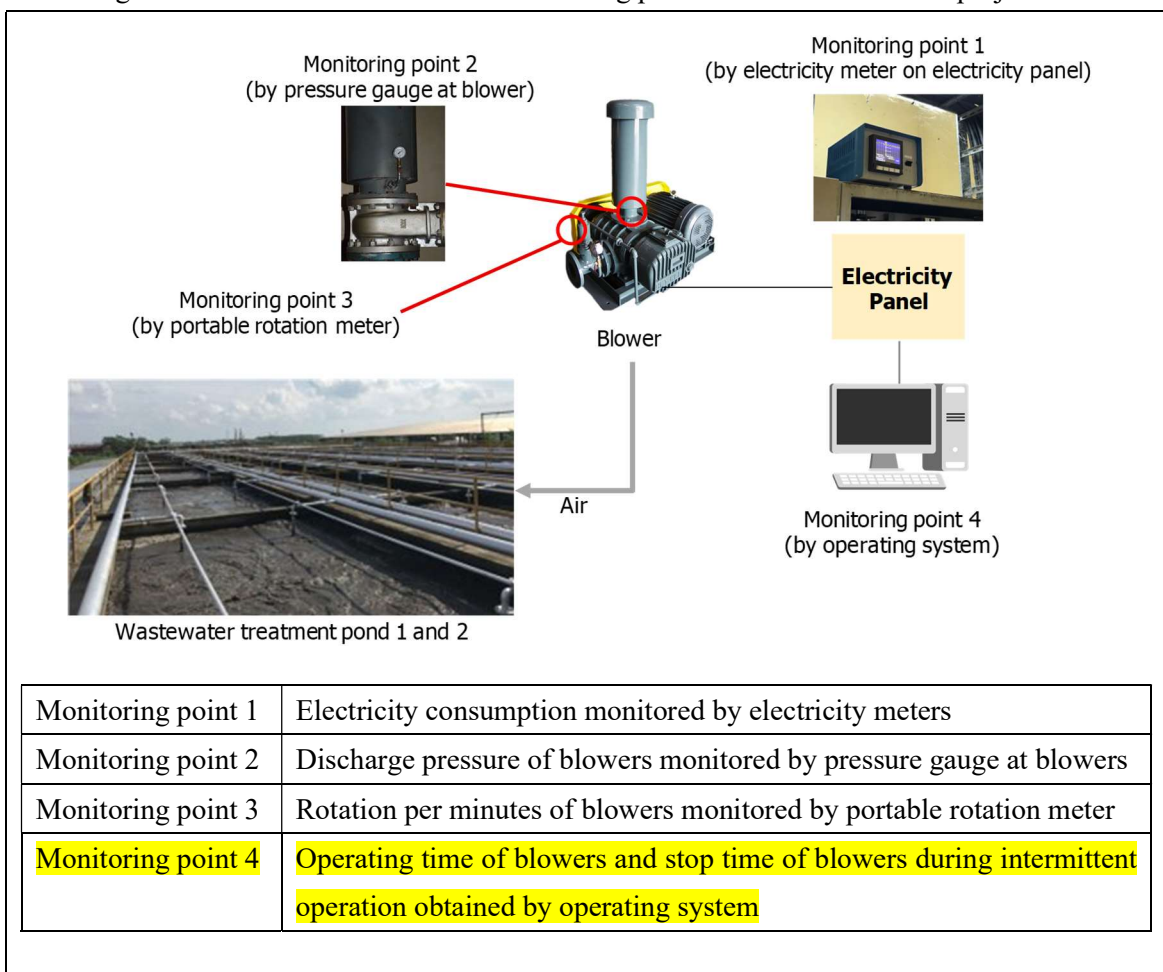 Monitoring point 1
(by electricity meter on electricity panel)
Monitoring point 2
(by pressure gauge at blower)
Monitoring point 3
(by portable rotation meter)
Electricity
Panel
Blower
Air
Monitoring point 4
(by operating system)
Wastewater treatment pond 1 and 2
Monitoring point 1 Electricity consumption monitored by electricity meters
Monitoring point 2 Discharge pressure of blowers monitored by pressure gauge at blowers
Monitoring point 3 Rotation per minutes of blowers monitored by portable rotation meter
Monitoring point 4 Operating time of blowers and stop time of blowers during intermittent
operation obtained by operating system